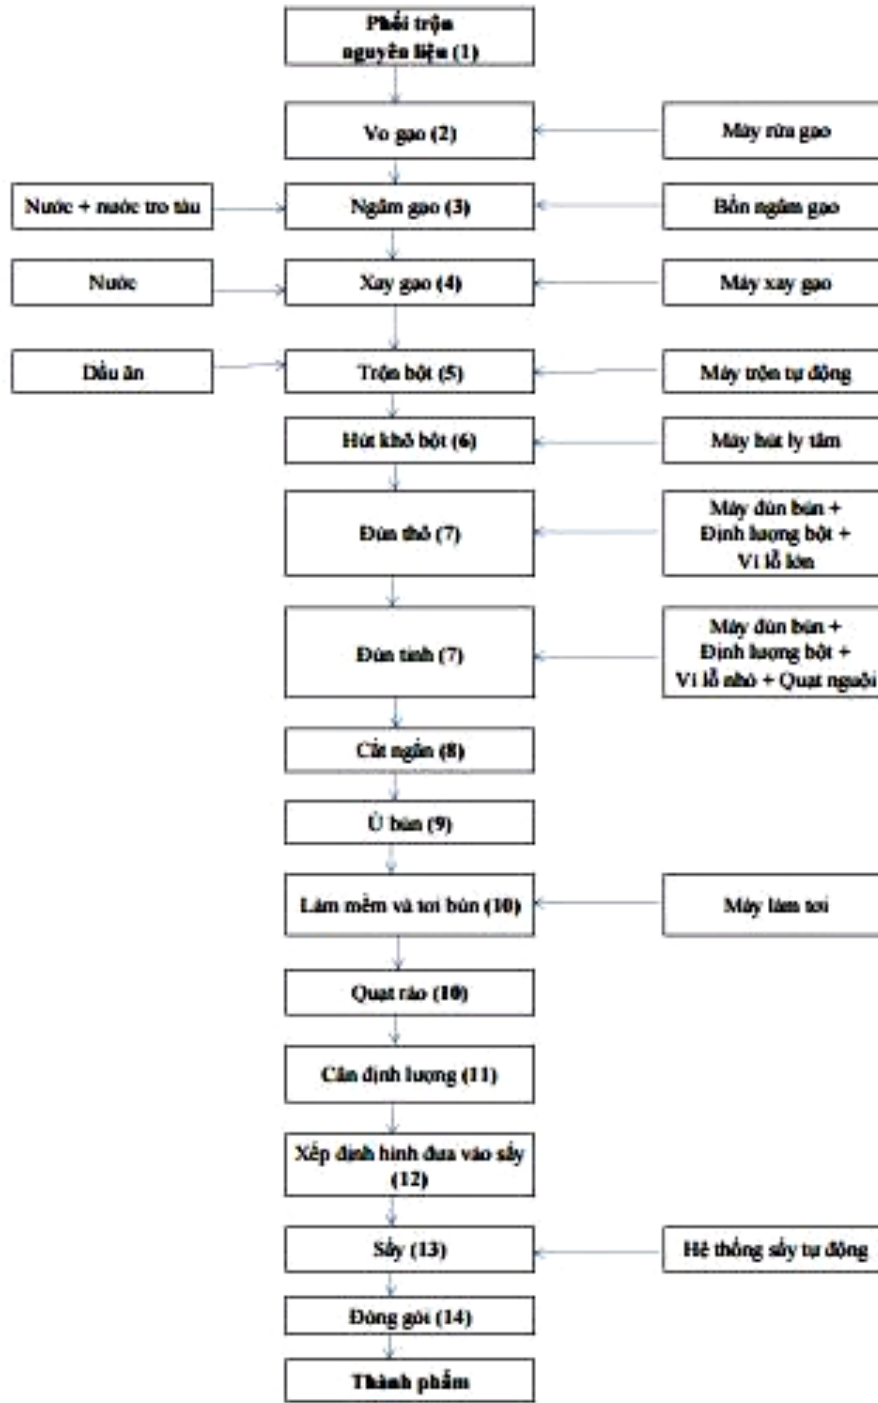 Phối trộn
nguyên liệu (1)
Vo gạo (2)
Máy rửa gạo
Nước + nước tro tàu
Ngâm gạo (3)
Bồn ngâm gạo
Nước
Xay gạo (4)
Máy xay gạo
Dầu ăn
Trộn bột (5)
Máy trộn tự động
Hút khô bột (6)
Máy hút ly tâm
Đùn thô (7)
Máy đùn bún +
Định lượng bột +
Vỉ lỗ lớn
Đùn tinh (7)
Máy đùn bún +
Định lượng bột +
Vỉ lỗ nhỏ + Quạt nguội
Cắt ngắn (8)
Ủ bún (9)
Làm mềm và tơi bún (10)
Máy làm tơi
Quạt ráo (10)
Cân định lượng (11)
Xếp định hình đưa vào sấy
(12)
Sấy (13)
Hệ thống sấy tự động
Đóng gói (14)
Thành phẩm